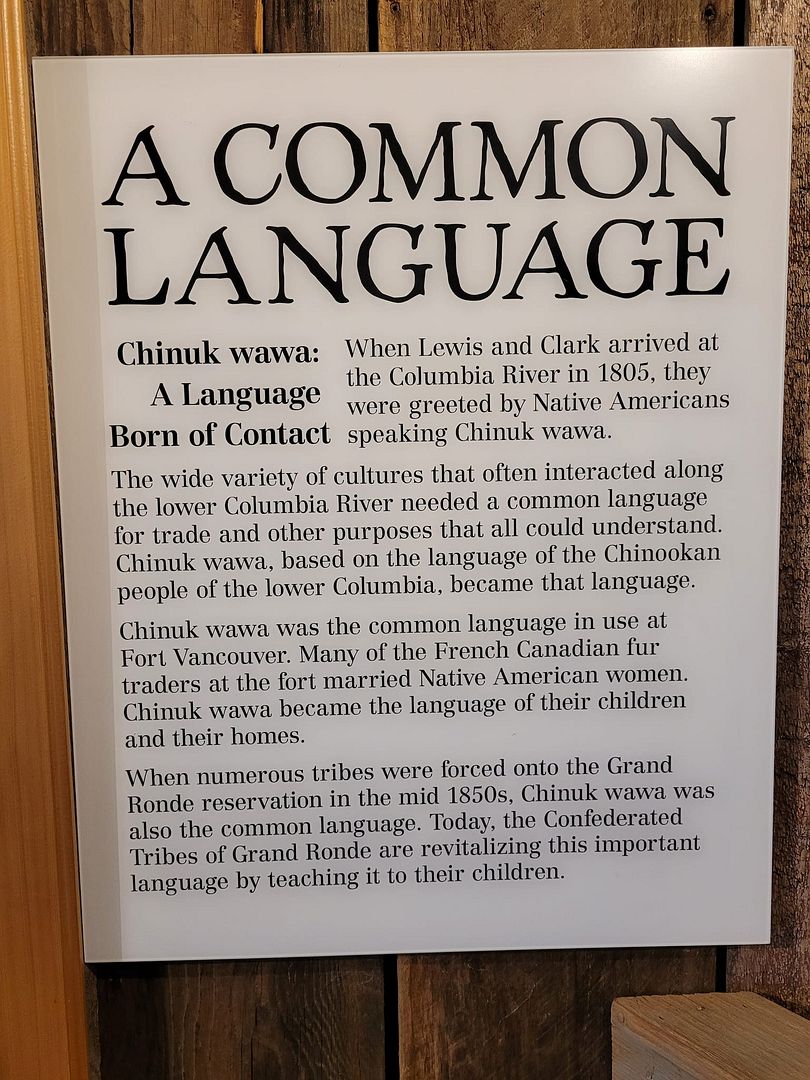 A COMMON
LANGUAGE
Chinuk wawa:
A Language
Born of Contact
When Lewis and Clark arrived at
the Columbia River in 1805, they
were greeted by Native Americans
speaking Chinuk wawa.
The wide variety of cultures that often interacted along
the lower Columbia River needed a common language
for trade and other purposes that all could understand.
Chinuk wawa, based on the language of the Chinookan
people of the lower Columbia, became that language.
Chinuk wawa was the common language in use at
Fort Vancouver. Many of the French Canadian fur
traders at the fort married Native American women.
Chinuk wawa became the language of their children
and their homes.
When numerous tribes were forced onto the Grand
Ronde reservation in the mid 1850s, Chinuk wawa was
also the common language. Today, the Confederated
Tribes of Grand Ronde are revitalizing this important
language by teaching it to their children.